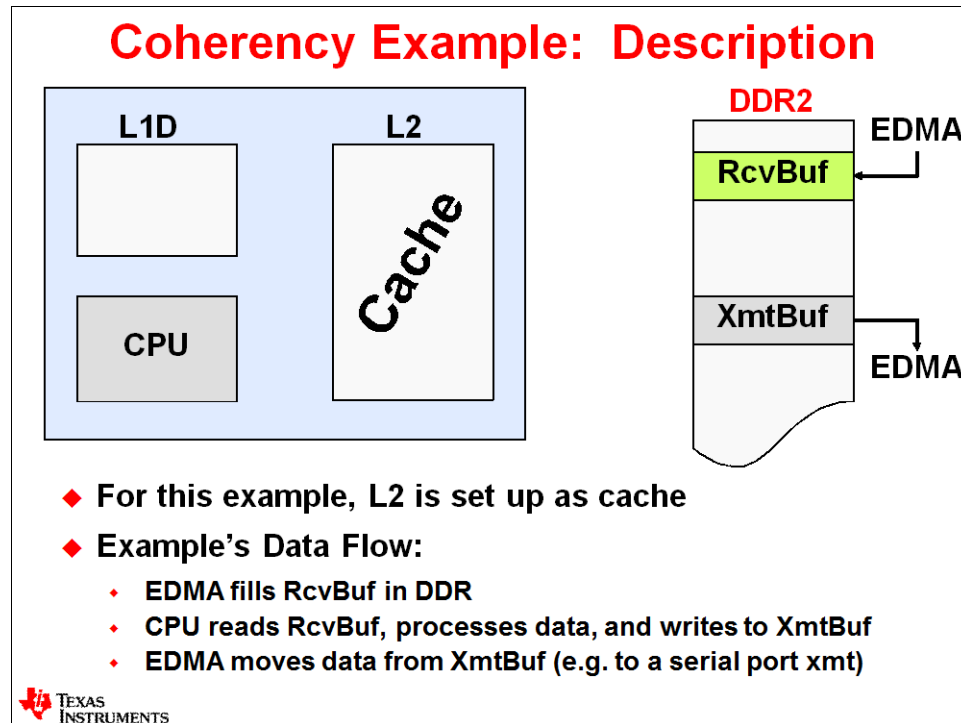 Coherency Example: Description
L1D
L2
Cache
CPU
DDR2
EDMA
RcvBuf
XmtBuf
EDMA
For this example, L2 is set up as cache
Example's Data Flow:
EDMA fills RcvBuf in DDR
CPU reads RcvBuf, processes data, and writes to XmtBuf
EDMA moves data from XmtBuf (e.g. to a serial port xmt)
TEXAS
INSTRUMENTS